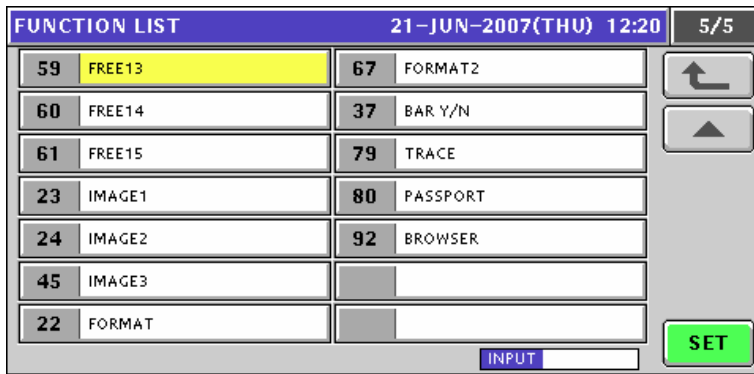 FUNCTION LIST 21-JUN-2007(THU) 12:20 5/5
59 FREE13 67 FORMAT2
60 FREE14 37 BAR Y/N
61 FREE15 79 TRACE
23 IMAGE1 80 PASSPORT
24 IMAGE2 92 BROWSER
45 IMAGE3
22 FORMAT
SET
INPUT